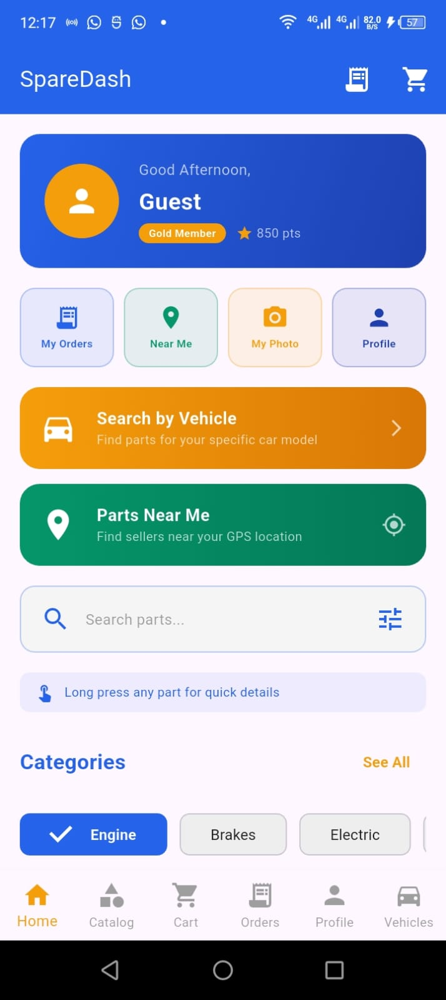 12:17 4G 4G 82.0 B/S 57
SpareDash
Good Afternoon,
Guest
Gold Member 850 pts
My Orders Near Me My Photo Profile
Search by Vehicle
Find parts for your specific car model
Parts Near Me
Find sellers near your GPS location
Search parts...
Long press any part for quick details
Categories See All
Engine Brakes Electric
Home Catalog Cart Orders Profile Vehicles